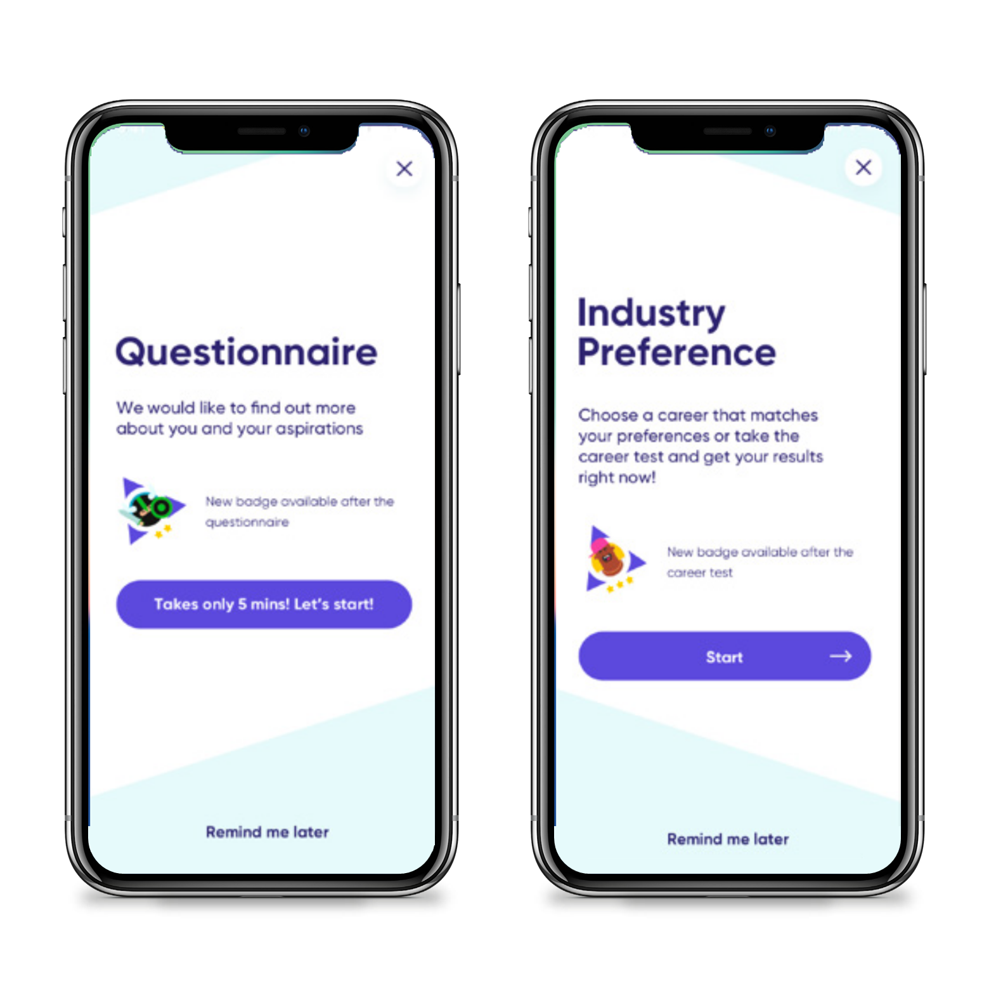 Questionnaire
We would like to find out more
about you and your aspirations
New badge available after the
questionnaire
Takes only 5 mins! Let's start!
Remind me later
Industry
Preference
Choose a career that matches
your preferences or take the
career test and get your results
right now!
New badge available after the
career test
Start
Remind me later